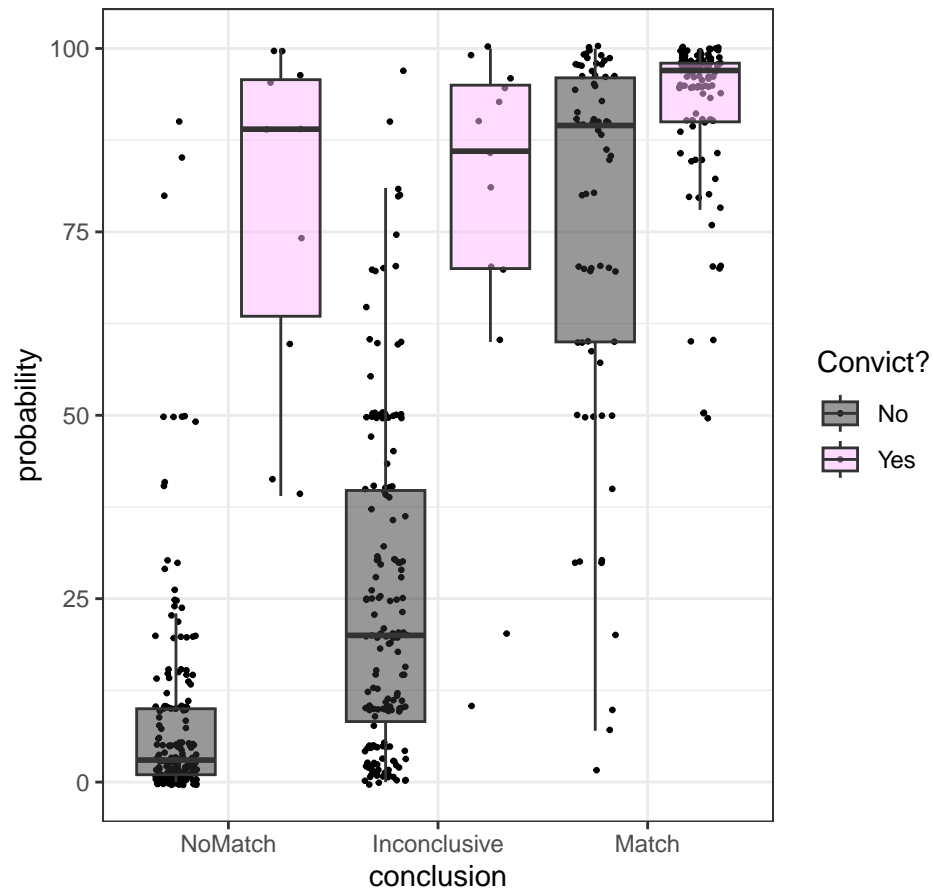 100
75
50
25
0
probability
NoMatch
Inconclusive
Match
conclusion
Convict?
No
Yes